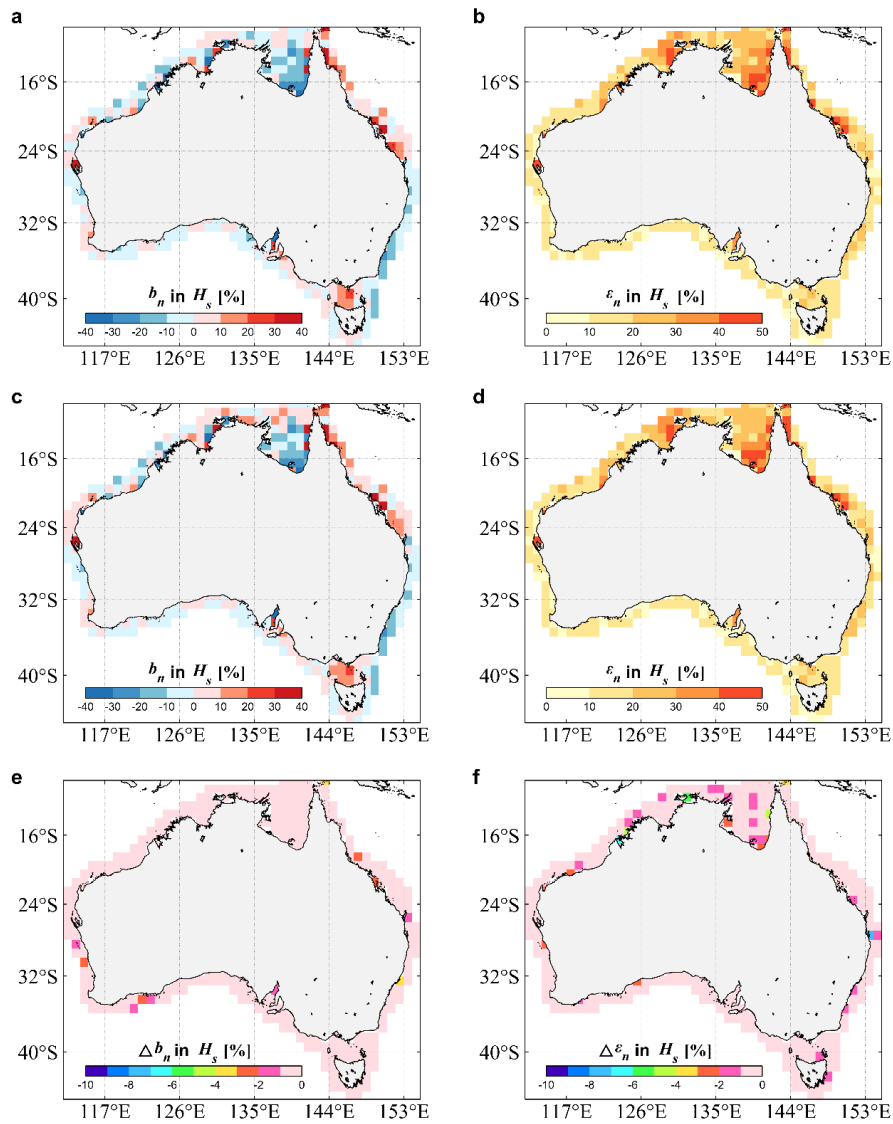 a
16°S
24°S
32°S
40°S
b_n in H_s [%]
-40 -30 -20 -10 0 10 20 30 40
117°E 126°E 135°E 144°E 153°E
b
16°S
24°S
32°S
40°S
ε_n in H_s [%]
0 10 20 30 40 50
117°E 126°E 135°E 144°E 153°E
c
16°S
24°S
32°S
40°S
b_n in H_s [%]
-40 -30 -20 -10 0 10 20 30 40
117°E 126°E 135°E 144°E 153°E
d
16°S
24°S
32°S
40°S
ε_n in H_s [%]
0 10 20 30 40 50
117°E 126°E 135°E 144°E 153°E
e
16°S
24°S
32°S
40°S
△b_n in H_s [%]
-10 -8 -6 -4 -2 0
117°E 126°E 135°E 144°E 153°E
f
16°S
24°S
32°S
40°S
△ε_n in H_s [%]
-10 -8 -6 -4 -2 0
117°E 126°E 135°E 144°E 153°E